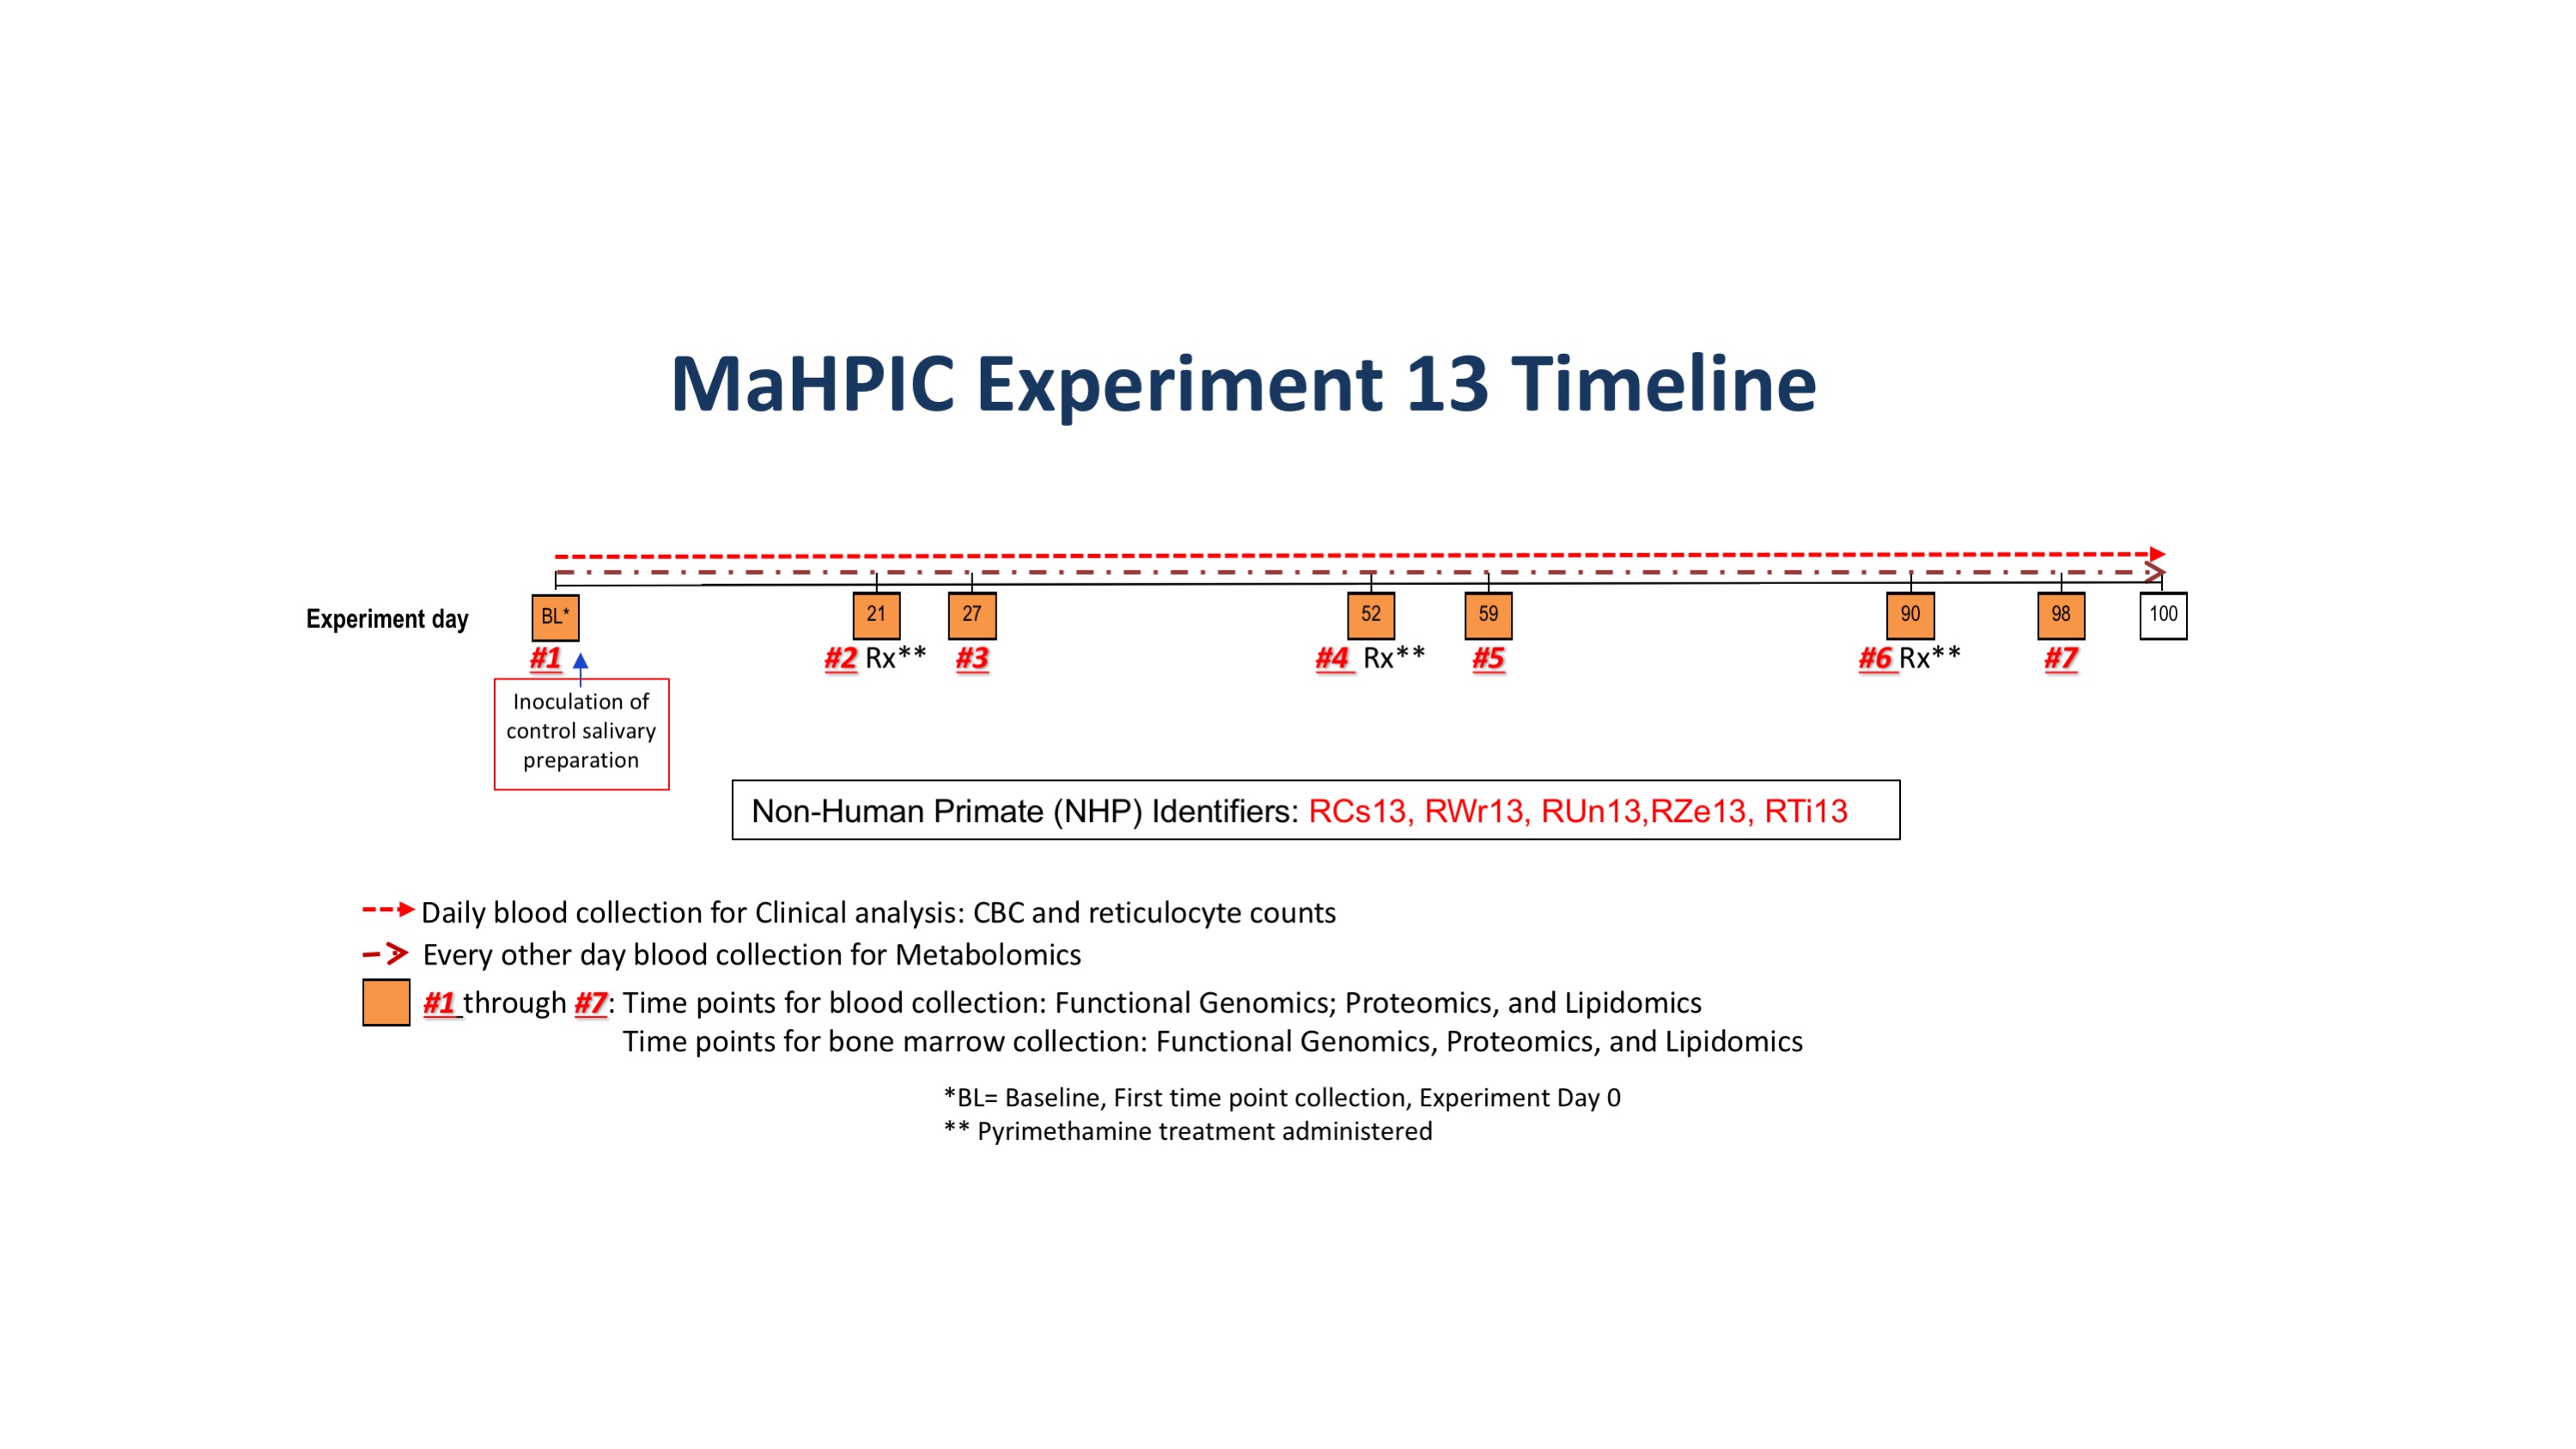 MaHPIC Experiment 13 Timeline
Experiment day
BL* 21 27 52 59 90 98 100
#1 #2 Rx** #3 #4 Rx** #5 #6 Rx** #7
Inoculation of
control salivary
preparation
Non-Human Primate (NHP) Identifiers: RCs13, RWr13, RUn13,RZe13, RTi13
Daily blood collection for Clinical analysis: CBC and reticulocyte counts
Every other day blood collection for Metabolomics
#1 through #7: Time points for blood collection: Functional Genomics; Proteomics, and Lipidomics
Time points for bone marrow collection: Functional Genomics, Proteomics, and Lipidomics
*BL= Baseline, First time point collection, Experiment Day 0
** Pyrimethamine treatment administered